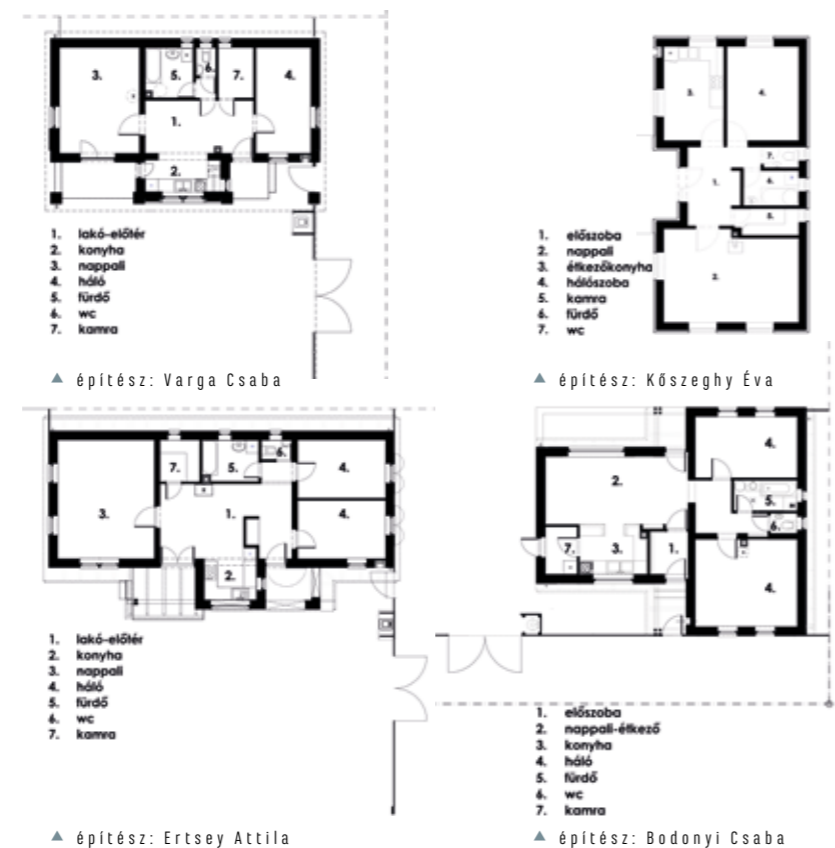 3.
5.
6.
7.
4.
1.
2.
1. lakó-előtér
2. konyha
3. nappali
4. háló
5. fürdő
6. wc
7. kamra
építész: Varga Csaba
3.
4.
7.
1.
6.
5.
2.
1. előszoba
2. nappali
3. étkezőkonyha
4. hálószoba
5. kamra
6. fürdő
7. wc
építész: Kőszeghy Éva
3.
7.
5.
6.
4.
1.
4.
2.
1. lakó-előtér
2. konyha
3. nappali
4. háló
5. fürdő
6. wc
7. kamra
építész: Ertsey Attila
4.
2.
5.
6.
7.
3.
1.
4.
1. előszoba
2. nappali-étkező
3. konyha
4. háló
5. fürdő
6. wc
7. kamra
építész: Bodonyi Csaba